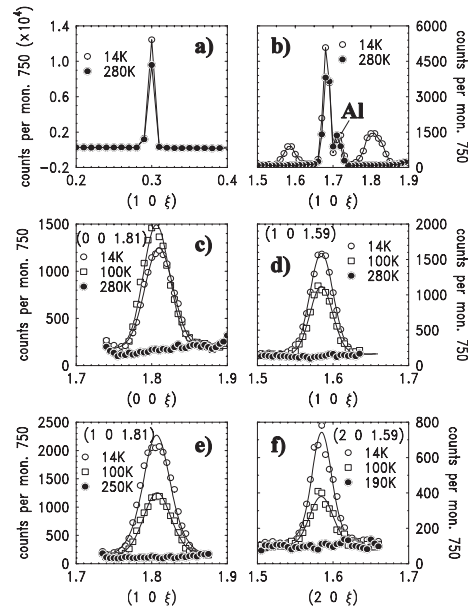 counts per mon. 750 (×10⁴)
1.4
1.0
0.6
0.2
−0.2
0.2
0.3
0.4
(1 0 ξ)
a)
14K
280K
b)
14K
280K
Al
6000
4500
3000
1500
0
counts per mon. 750
1.5
1.6
1.7
1.8
1.9
(1 0 ξ)
counts per mon. 750
1500
1000
500
0
1.7
1.8
1.9
(0 0 ξ)
(0 0 1.81)
c)
14K
100K
280K
(1 0 1.59)
d)
14K
100K
280K
2000
1500
1000
500
0
counts per mon. 750
1.5
1.6
1.7
(1 0 ξ)
counts per mon. 750
2500
2000
1500
1000
500
0
1.7
1.8
1.9
(1 0 ξ)
(1 0 1.81)
e)
14K
100K
250K
f)
(2 0 1.59)
14K
100K
190K
800
600
400
200
0
counts per mon. 750
1.5
1.6
1.7
(2 0 ξ)